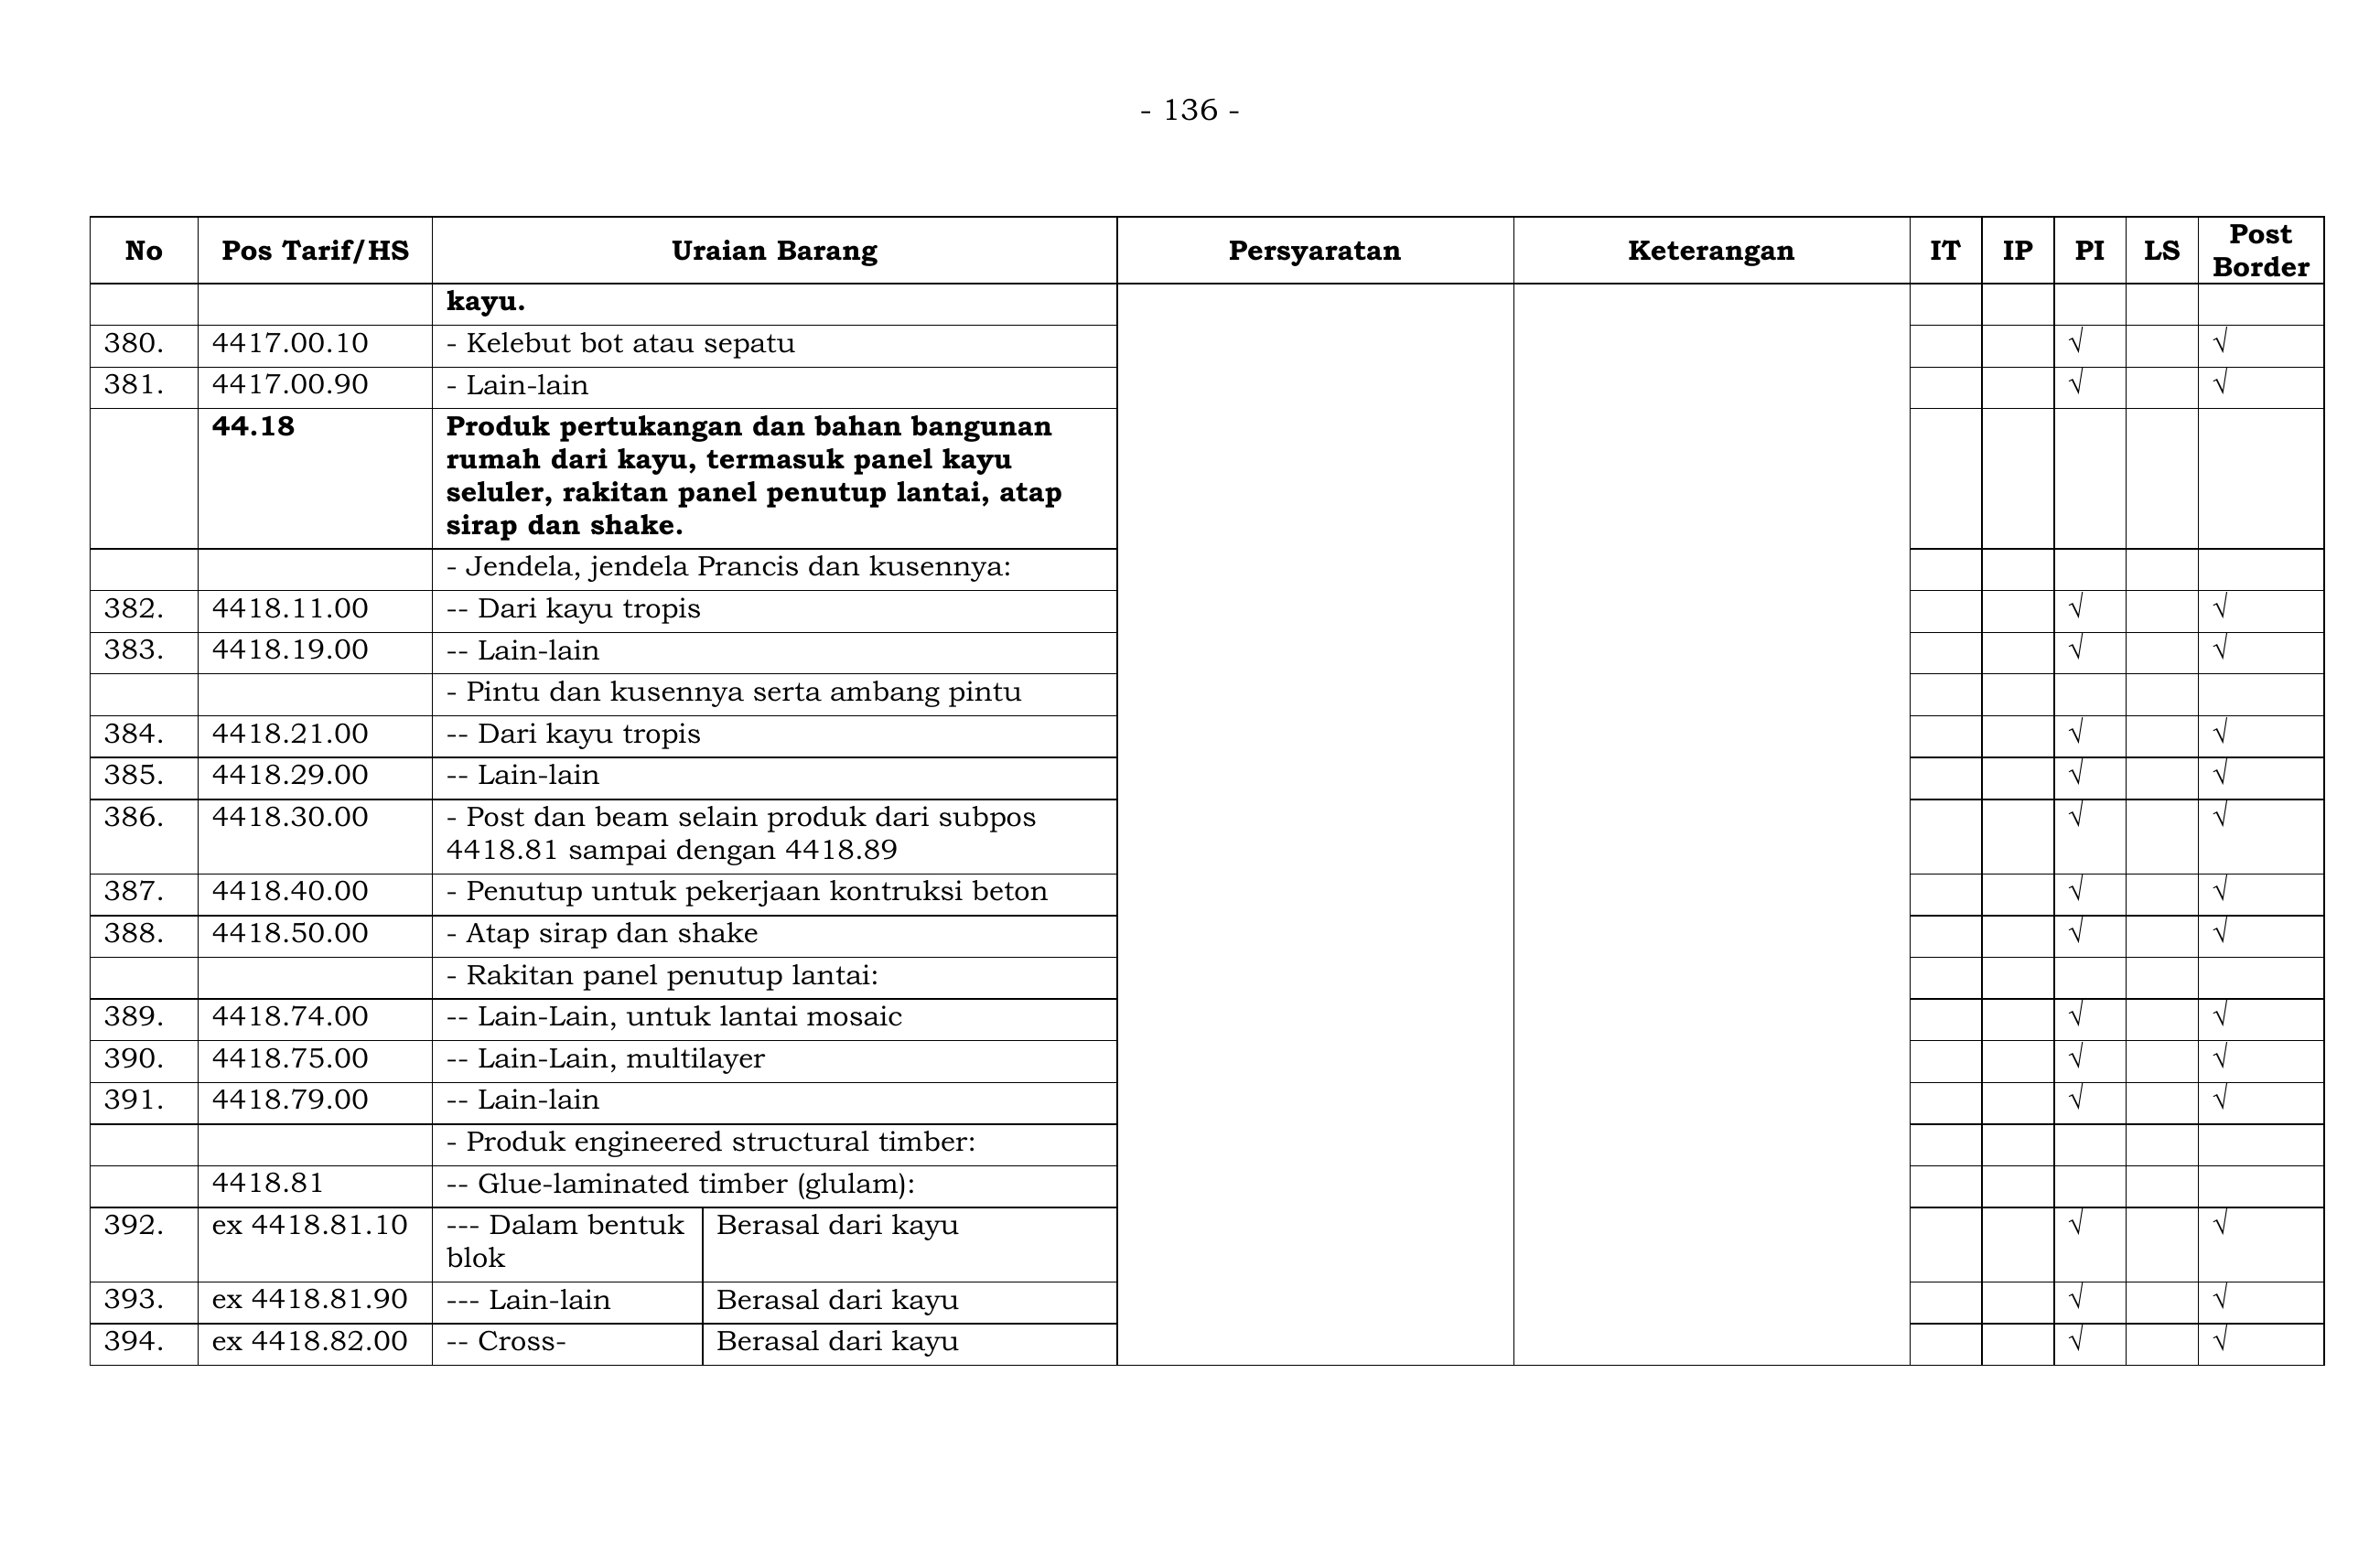 - 136 -
No Pos Tarif/HS Uraian Barang Persyaratan Keterangan IT IP PI LS Post Border
kayu.
380. 4417.00.10 - Kelebut bot atau sepatu √ √
381. 4417.00.90 - Lain-lain √ √
44.18 Produk pertukangan dan bahan bangunan
rumah dari kayu, termasuk panel kayu
seluler, rakitan panel penutup lantai, atap
sirap dan shake.
- Jendela, jendela Prancis dan kusennya:
382. 4418.11.00 -- Dari kayu tropis √ √
383. 4418.19.00 -- Lain-lain √ √
- Pintu dan kusennya serta ambang pintu
384. 4418.21.00 -- Dari kayu tropis √ √
385. 4418.29.00 -- Lain-lain √ √
386. 4418.30.00 - Post dan beam selain produk dari subpos √ √
4418.81 sampai dengan 4418.89
387. 4418.40.00 - Penutup untuk pekerjaan kontruksi beton √ √
388. 4418.50.00 - Atap sirap dan shake √ √
- Rakitan panel penutup lantai:
389. 4418.74.00 -- Lain-Lain, untuk lantai mosaic √ √
390. 4418.75.00 -- Lain-Lain, multilayer √ √
391. 4418.79.00 -- Lain-lain √ √
- Produk engineered structural timber:
4418.81 -- Glue-laminated timber (glulam):
392. ex 4418.81.10 --- Dalam bentuk Berasal dari kayu √ √
blok
393. ex 4418.81.90 --- Lain-lain Berasal dari kayu √ √
394. ex 4418.82.00 -- Cross- Berasal dari kayu √ √